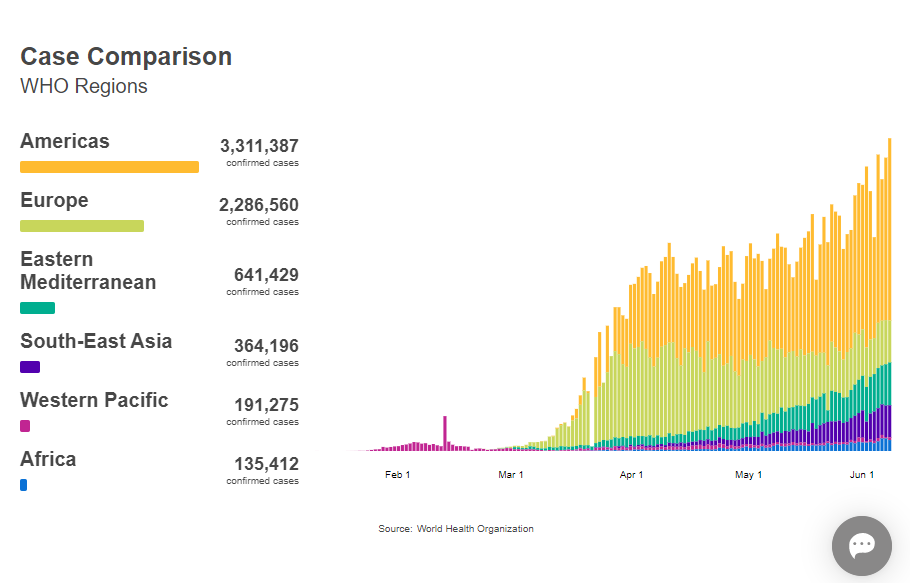 Case Comparison
WHO Regions
Americas
3,311,387
confirmed cases
Europe
2,286,560
confirmed cases
Eastern
Mediterranean
641,429
confirmed cases
South-East Asia
364,196
confirmed cases
Western Pacific
191,275
confirmed cases
Africa
135,412
confirmed cases
Feb 1 Mar 1 Apr 1 May 1 Jun 1
Source: World Health Organization